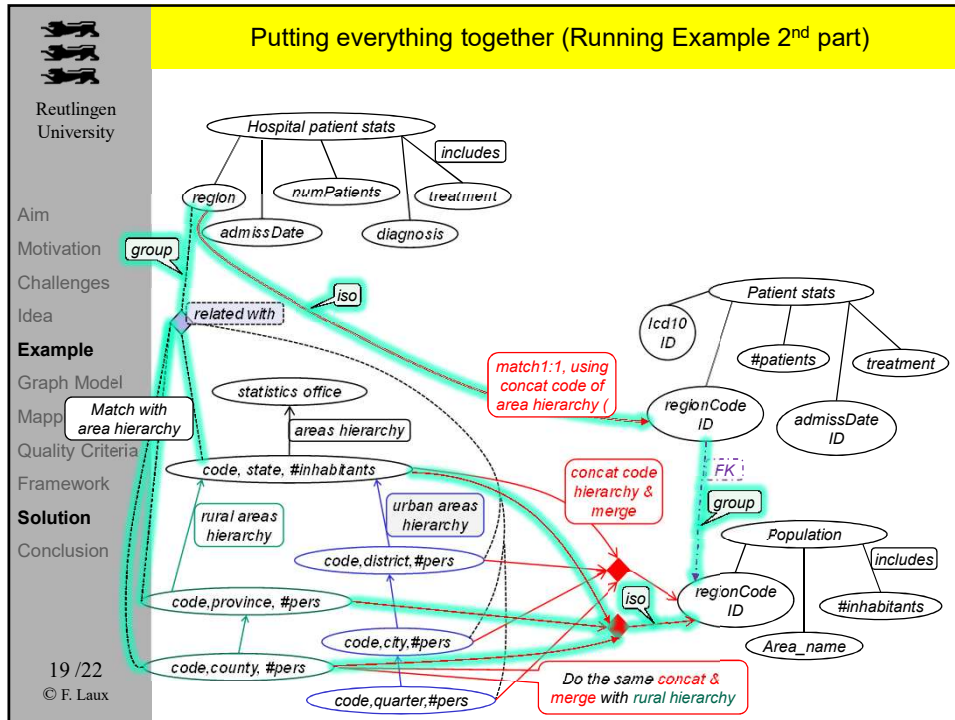 Putting everything together (Running Example 2nd part)
Reutlingen
University
Aim
Motivation
Challenges
Idea
Example
Graph Model
Mapp
Quality Criteria
Framework
Solution
Conclusion
19 /22
© F. Laux
Hospital patient stats
includes
region
numPatients
treatment
admissDate
diagnosis
group
iso
related with
Match with
area hierarchy
statistics office
areas hierarchy
code, state, #inhabitants
rural areas
hierarchy
urban areas
hierarchy
code,district,#pers
code,province, #pers
code,city,#pers
code,county, #pers
code,quarter,#pers
match1:1, using
concat code of
area hierarchy (
concat code
hierarchy &
merge
iso
Do the same concat &
merge with rural hierarchy
Patient stats
Icd10
ID
#patients
treatment
regionCode
ID
admissDate
ID
FK
group
Population
includes
regionCode
ID
#inhabitants
Area_name